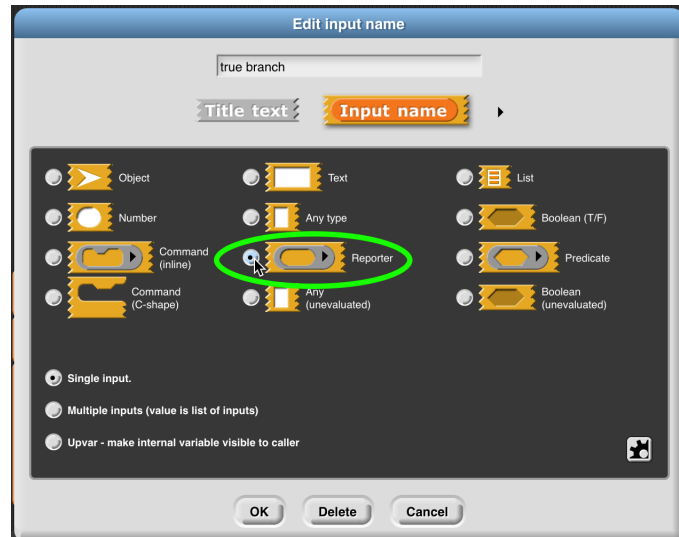 Edit input name
true branch
Title text
Input name
Object
Text
List
Number
Any type
Boolean (T/F)
Command
(inline)
Reporter
Predicate
Command
(C-shape)
Any
(unevaluated)
Boolean
(unevaluated)
Single input.
Multiple inputs (value is list of inputs)
Upvar - make internal variable visible to caller
OK
Delete
Cancel